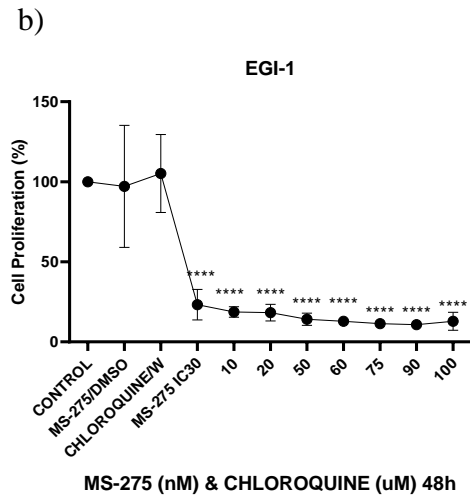 b)
EGI-1
Cell Proliferation (%)
150
100
50
0
**** **** **** **** **** **** **** ****
CONTROL
MS-275/DMSO
CHLOROQUINE/W
MS-275 IC30
10
20
50
60
75
90
100
MS-275 (nM) & CHLOROQUINE (uM) 48h